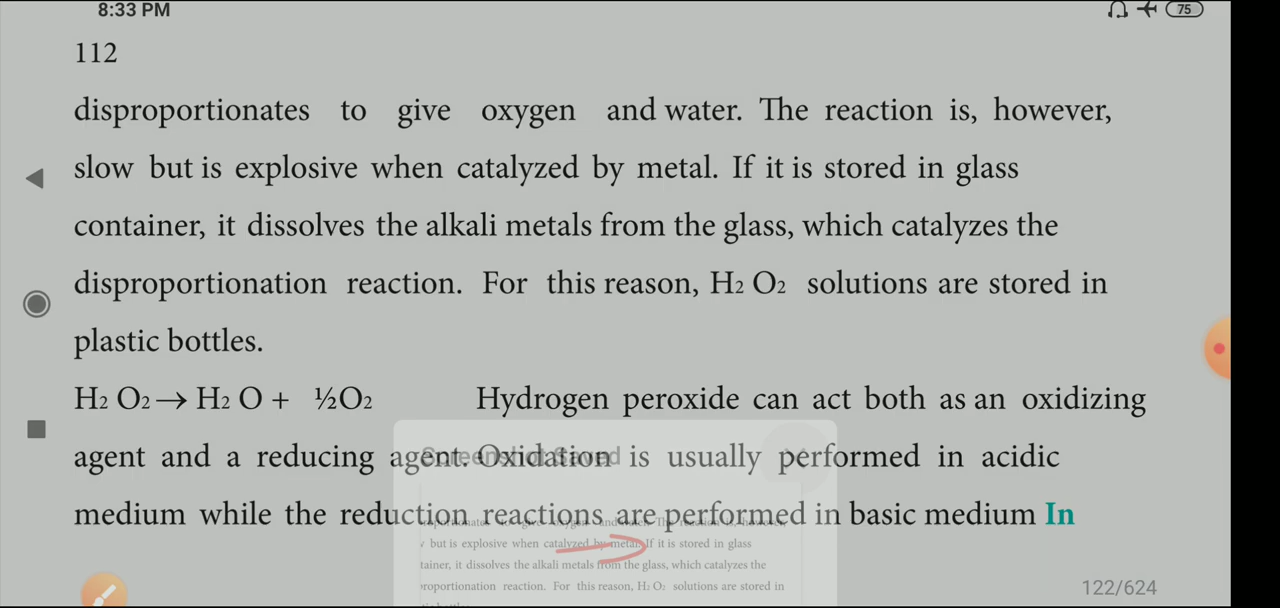 8:33 PM
75
112
disproportionates to give oxygen and water. The reaction is, however,
slow but is explosive when catalyzed by metal. If it is stored in glass
container, it dissolves the alkali metals from the glass, which catalyzes the
disproportionation reaction. For this reason, H₂ O₂ solutions are stored in
plastic bottles.
H₂ O₂→ H₂ O + ½O₂ Hydrogen peroxide can act both as an oxidizing
agent and a reducing agent. Oxidation is usually performed in acidic
Screenshot Saved
medium while the reduction reactions are performed in basic medium In
but is explosive when catalyzed by metal. If it is stored in glass
tainer, it dissolves the alkali metals from the glass, which catalyzes the
proportionation reaction. For this reason, H₂ O₂ solutions are stored in
122/624